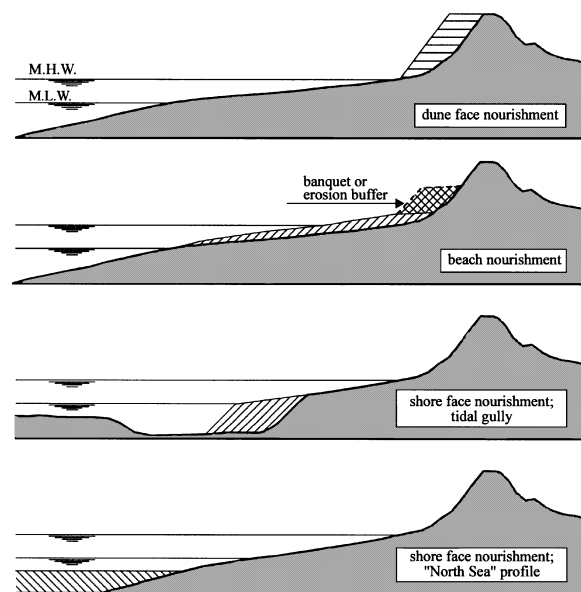 M.H.W.
M.L.W.
dune face nourishment
banquet or
erosion buffer
beach nourishment
shore face nourishment;
tidal gully
shore face nourishment;
"North Sea" profile